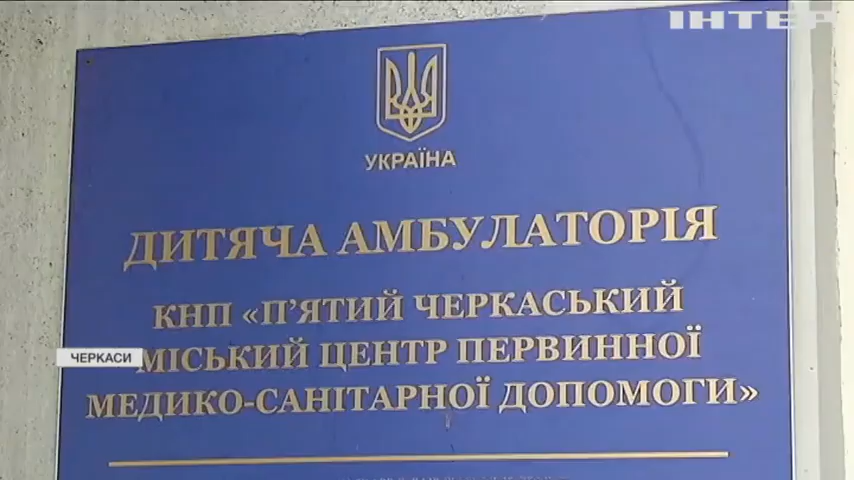 ІНТЕР
УКРАЇНА
ДИТЯЧА АМБУЛАТОРІЯ
КНП «П’ЯТИЙ ЧЕРКАСЬКИЙ
МІСЬКИЙ ЦЕНТР ПЕРВИННОЇ
МЕДИКО-САНІТАРНОЇ ДОПОМОГИ»
ЧЕРКАСИ